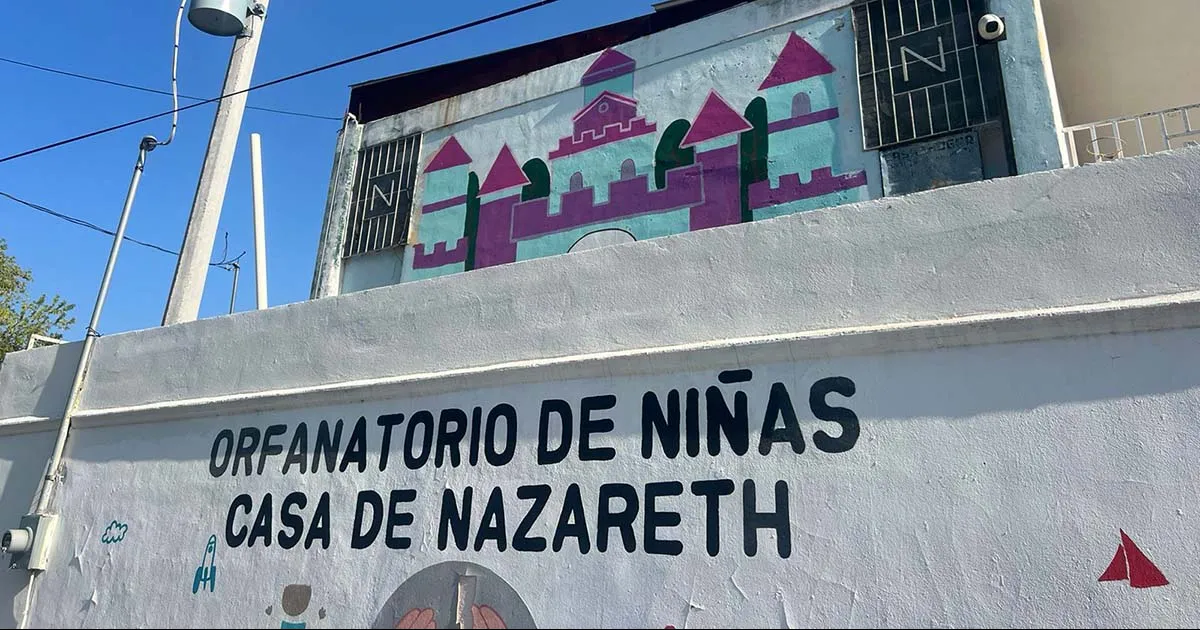 N
N
ORFANATORIO DE NIÑAS
CASA DE NAZARETH